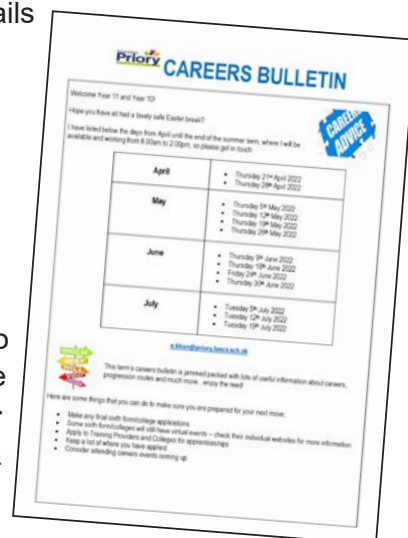 ails
Priory CAREERS BULLETIN
Welcome Year 11 and Year 10!
Hope you have all had a lovely safe Easter break?
CAREERS
ADVICE
I have listed below the days from April until the end of the summer term, where I will be
available and working from 8.00am to 2.00pm, so please get in touch.
April
Thursday 21st April 2022
Thursday 28th April 2022
May
Thursday 5th May 2022
Thursday 12th May 2022
Thursday 19th May 2022
Thursday 26th May 2022
June
Thursday 9th June 2022
Thursday 16th June 2022
Friday 24th June 2022
Thursday 30th June 2022
July
Tuesday 5th July 2022
Tuesday 12th July 2022
Tuesday 19th July 2022
@priory.lancs.sch.uk
This term's careers bulletin is jammed packed with lots of useful information about careers,
progression routes and much more.. enjoy the read!
Here are some things that you can do to make sure you are prepared for your next move:
Make any final sixth form/college applications.
Some sixth form/colleges will still have virtual events – check their individual websites for more information
Apply to Training Providers and Colleges for apprenticeships
Keep a list of where you have applied.
Consider attending careers events coming up